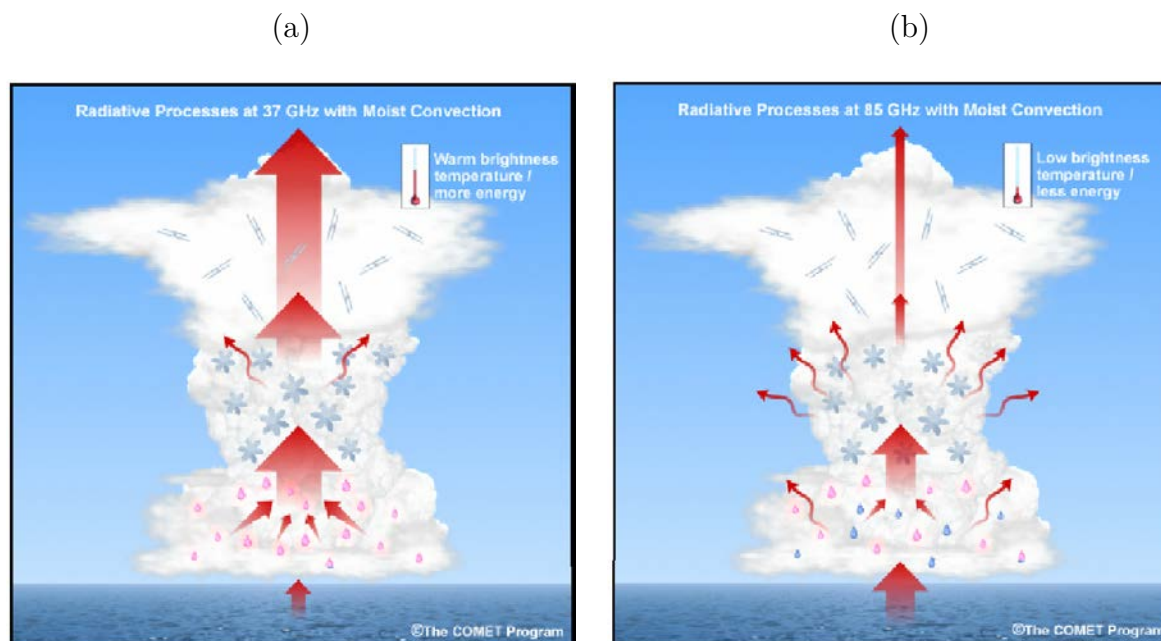 (a)
(b)
Radiative Processes at 37 GHz with Moist Convection
Warm brightness
temperature /
more energy
©The COMET Program
Radiative Processes at 85 GHz with Moist Convection
Low brightness
temperature /
less energy
©The COMET Program